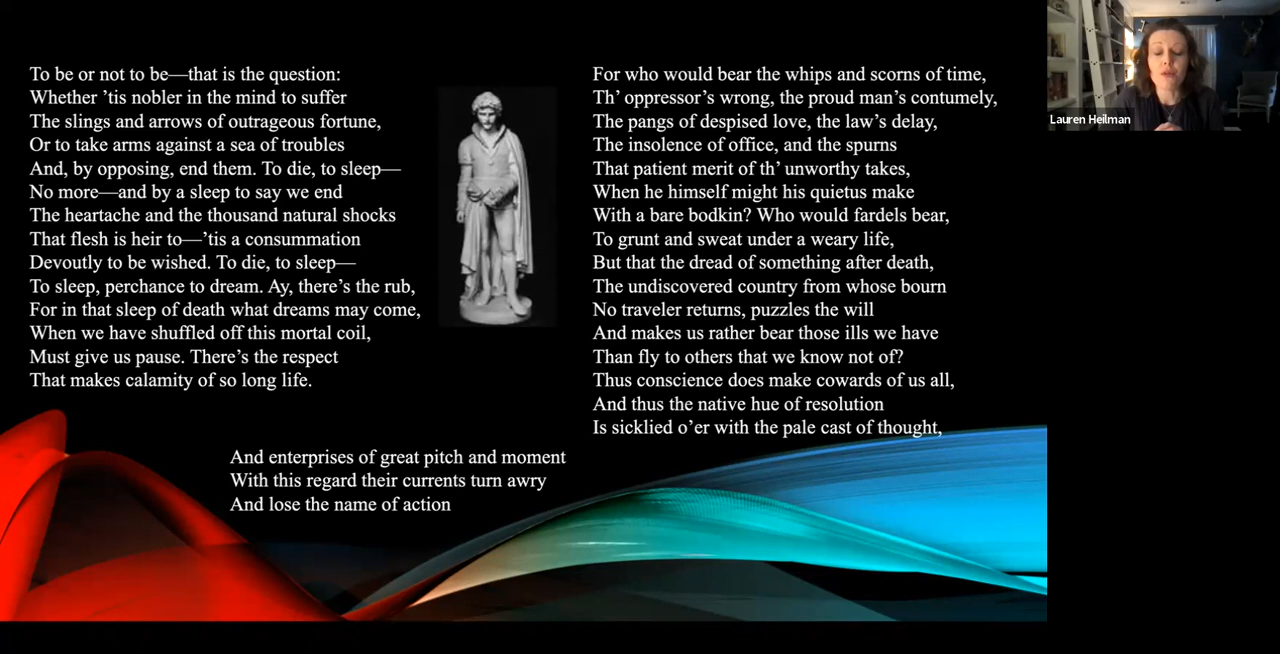 To be or not to be—that is the question:
Whether ’tis nobler in the mind to suffer
The slings and arrows of outrageous fortune,
Or to take arms against a sea of troubles
And, by opposing, end them. To die, to sleep—
No more—and by a sleep to say we end
The heartache and the thousand natural shocks
That flesh is heir to—’tis a consummation
Devoutly to be wished. To die, to sleep—
To sleep, perchance to dream. Ay, there’s the rub,
For in that sleep of death what dreams may come,
When we have shuffled off this mortal coil,
Must give us pause. There’s the respect
That makes calamity of so long life.
For who would bear the whips and scorns of time,
Th’ oppressor’s wrong, the proud man’s contumely,
The pangs of despised love, the law’s delay,
The insolence of office, and the spurns
That patient merit of th’ unworthy takes,
When he himself might his quietus make
With a bare bodkin? Who would fardels bear,
To grunt and sweat under a weary life,
But that the dread of something after death,
The undiscovered country from whose bourn
No traveler returns, puzzles the will
And makes us rather bear those ills we have
Than fly to others that we know not of?
Thus conscience does make cowards of us all,
And thus the native hue of resolution
Is sicklied o’er with the pale cast of thought,
And enterprises of great pitch and moment
With this regard their currents turn awry
And lose the name of action
Lauren Heilman